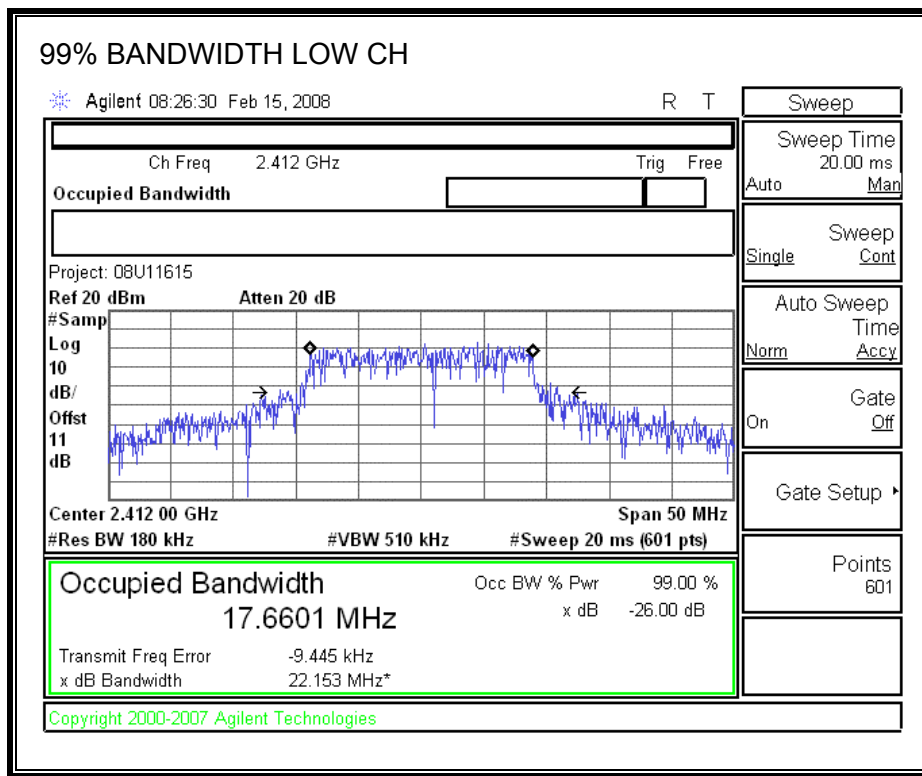 99% BANDWIDTH LOW CH
Agilent 08:26:30 Feb 15, 2008 R T
Ch Freq 2.412 GHz Trig Free
Occupied Bandwidth
Project: 08U11615
Ref 20 dBm Atten 20 dB
#Samp
Log
10
dB/
Offst
11
dB
Center 2.412 00 GHz Span 50 MHz
#Res BW 180 kHz #VBW 510 kHz #Sweep 20 ms (601 pts)
Occupied Bandwidth Occ BW % Pwr 99.00 %
17.6601 MHz x dB -26.00 dB
Transmit Freq Error -9.445 kHz
x dB Bandwidth 22.153 MHz*
Copyright 2000-2007 Agilent Technologies
Sweep
Sweep Time
20.00 ms
Auto Man
Sweep
Single Cont
Auto Sweep
Time
Norm Accy
Gate
On Off
Gate Setup
Points
601